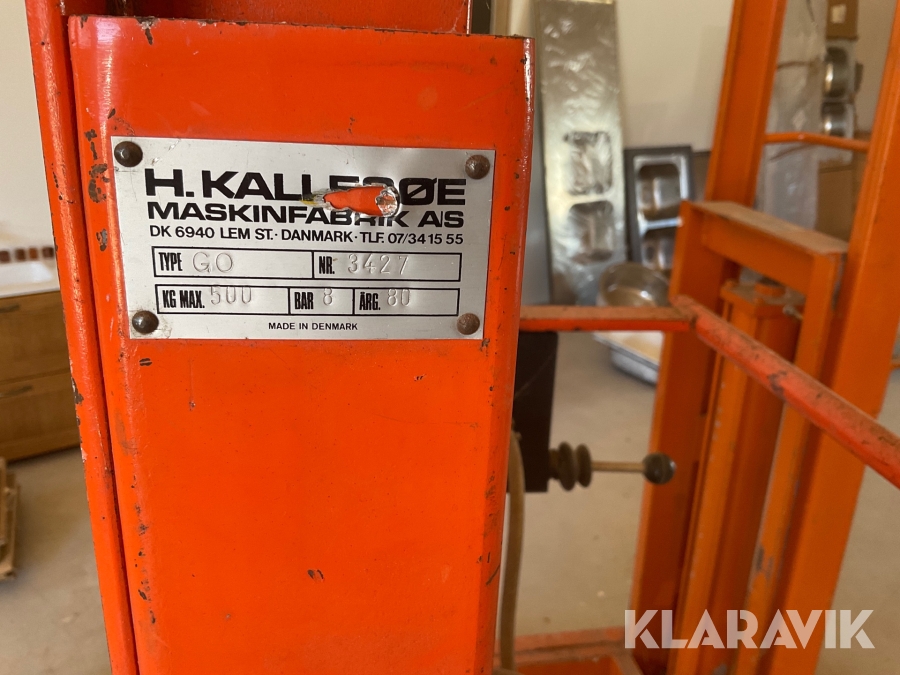 H. KALLESØE
MASKINFABRIK A/S
DK 6940 LEM ST. · DANMARK · TLF. 07/34 15 55
TYPE GO NR. 3427
KG MAX. 500 BAR 8 ÅRG. 80
MADE IN DENMARK
KLARAVIK